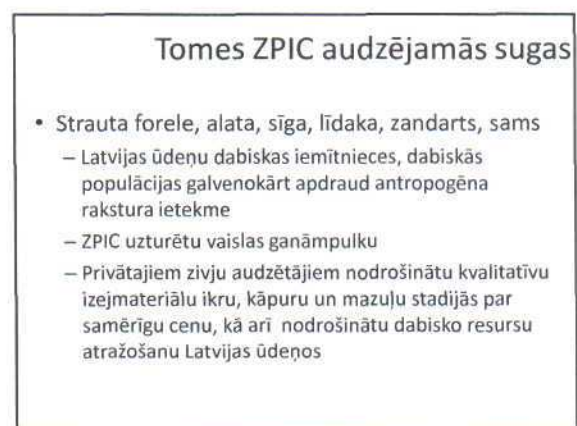 Tomes ZPIC audzējamās sugas
• Strauta forele, alata, sīga, līdaka, zandarts, sams
– Latvijas ūdeņu dabiskas iemītnieces, dabiskās
populācijas galvenokārt apdraud antropogēna
rakstura ietekme
– ZPIC uzturētu vaislas ganāmpulku
– Privātajiem zivju audzētājiem nodrošinātu kvalitatīvu
izejmateriālu ikru, kāpuru un mazuļu stadijās par
samērīgu cenu, kā arī nodrošinātu dabisko resursu
atražošanu Latvijas ūdeņos